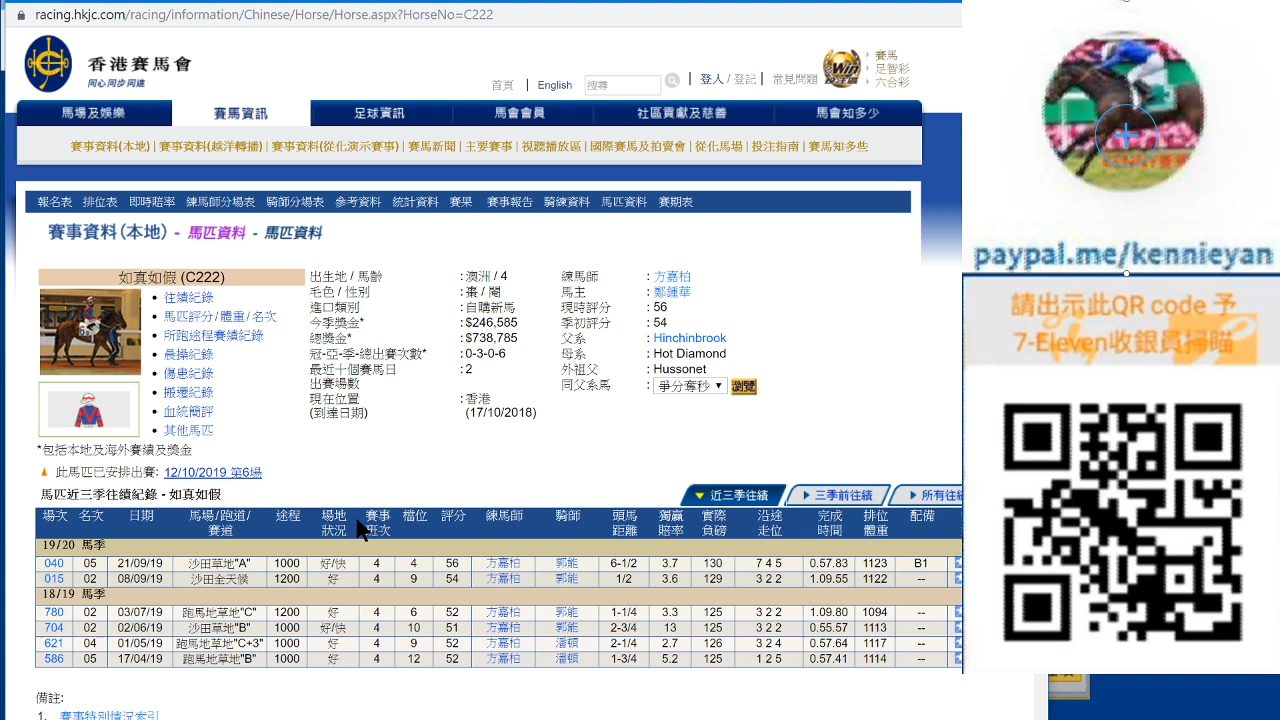 racing.hkjc.com/racing/information/Chinese/Horse/Horse.aspx?HorseNo=C222
香港賽馬會
同心同步同進
首頁 | English 搜尋 | 登入 / 登記 | 常見問題
eWin
賽馬
足智彩
六合彩
馬場及娛樂 賽馬資訊 足球資訊 馬會會員 社區貢獻及慈善 馬會知多少
賽事資料(本地) | 賽事資料(越洋轉播) | 賽事資料(從化演示賽事) | 賽馬新聞 | 主要賽事 | 視聽播放區 | 國際賽馬及拍賣會 | 從化馬場 | 投注指南 | 賽馬知多些
報名表 排位表 即時賠率 練馬師分場表 騎師分場表 參考資料 統計資料 賽果 賽事報告 騎練資料 馬匹資料 賽期表
賽事資料(本地) - 馬匹資料 - 馬匹資料
如真如假 (C222)
• 往績紀錄
• 馬匹評分/體重/名次
• 所跑途程賽績紀錄
• 晨操紀錄
• 傷患紀錄
• 搬遷紀錄
• 血統簡評
• 其他馬匹
出生地 / 馬齡 : 澳洲 / 4
毛色 / 性別 : 棗 / 閹
進口類別 : 自購新馬
今季獎金* : $246,585
總獎金* : $738,785
冠-亞-季-總出賽次數* : 0-3-0-6
最近十個賽馬日 : 2
出賽場數
現在位置 : 香港
(到達日期) (17/10/2018)
練馬師 : 方嘉柏
馬主 : 鄭鍾華
現時評分 : 56
季初評分 : 54
父系 : Hinchinbrook
母系 : Hot Diamond
外祖父 : Hussonet
同父系馬 : 爭分奪秒 瀏覽
*包括本地及海外賽績及獎金
此馬匹已安排出賽: 12/10/2019 第6場
馬匹近三季往績紀錄 - 如真如假
近三季往績 三季前往績 所有往績
場次 名次 日期 馬場/跑道/ 途程 場地 賽事 檔位 評分 練馬師 騎師 頭馬 獨贏 實際 沿途 完成 排位 配備
賽道 狀況 班次 距離 賠率 負磅 走位 時間 體重
19/20 馬季
040 05 21/09/19 沙田草地"A" 1000 好/快 4 4 56 方嘉柏 郭能 6-1/2 3.7 130 7 4 5 0.57.83 1123 B1
015 02 08/09/19 沙田全天候 1200 好 4 9 54 方嘉柏 郭能 1/2 3.6 129 3 2 2 1.09.55 1122 --
18/19 馬季
780 02 03/07/19 跑馬地草地"C" 1200 好 4 6 52 方嘉柏 郭能 1-1/4 3.3 125 3 2 2 1.09.80 1094 --
704 02 02/06/19 沙田草地"B" 1000 好/快 4 10 51 方嘉柏 郭能 2-3/4 13 125 3 2 2 0.55.57 1113 --
621 04 01/05/19 跑馬地草地"C+3" 1000 好 4 9 52 方嘉柏 潘頓 2-1/4 2.7 126 3 2 4 0.57.64 1117 --
586 05 17/04/19 跑馬地草地"B" 1000 好 4 12 52 方嘉柏 潘頓 1-3/4 5.2 125 1 2 5 0.57.41 1114 --
備註:
1. 賽事特別情況索引
paypal.me/kennieyan
請出示此QR code 予
7-Eleven收銀員掃瞄